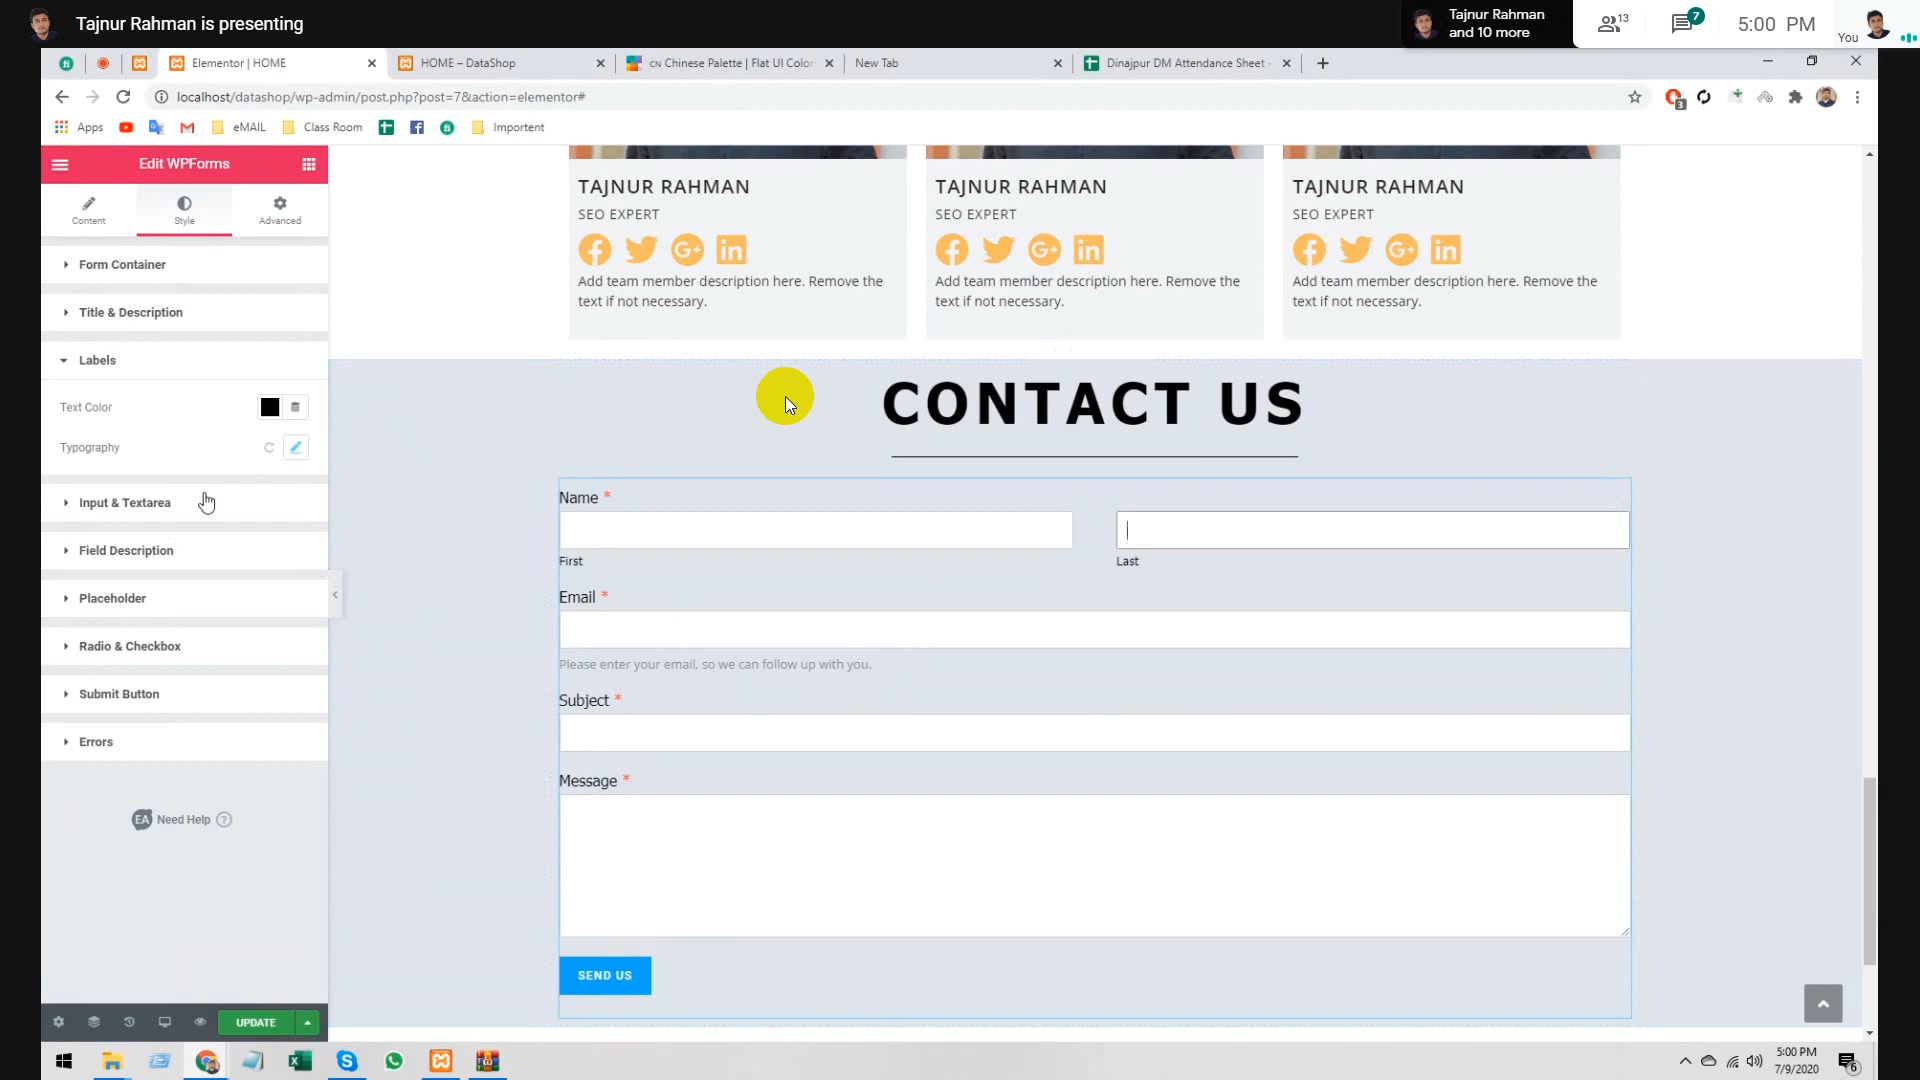 Tajnur Rahman is presenting
Tajnur Rahman
and 10 more
13
7
5:00 PM
You
Elementor | HOME
HOME – DataShop
CN Chinese Palette | Flat UI Color
New Tab
Dinajpur DM Attendance Sheet -
localhost/datashop/wp-admin/post.php?post=7&action=elementor#
3
Apps
eMAIL
Class Room
Importent
Edit WPForms
Content
Style
Advanced
Form Container
Title & Description
Labels
Text Color
Typography
Input & Textarea
Field Description
Placeholder
Radio & Checkbox
Submit Button
Errors
EA Need Help ?
UPDATE
TAJNUR RAHMAN
SEO EXPERT
Add team member description here. Remove the
text if not necessary.
TAJNUR RAHMAN
SEO EXPERT
Add team member description here. Remove the
text if not necessary.
TAJNUR RAHMAN
SEO EXPERT
Add team member description here. Remove the
text if not necessary.
CONTACT US
Name *
First
Last
Email *
Please enter your email, so we can follow up with you.
Subject *
Message *
SEND US
5:00 PM
7/9/2020
6